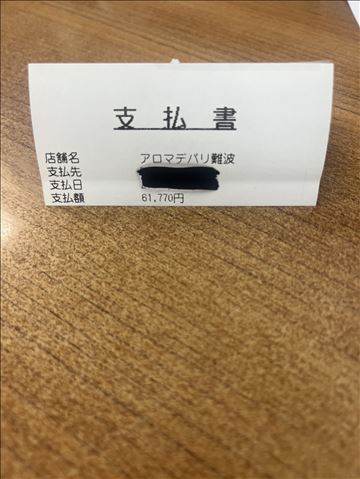 支払書
店舗名 アロマデパリ難波
支払先
支払日
支払額 61,770円